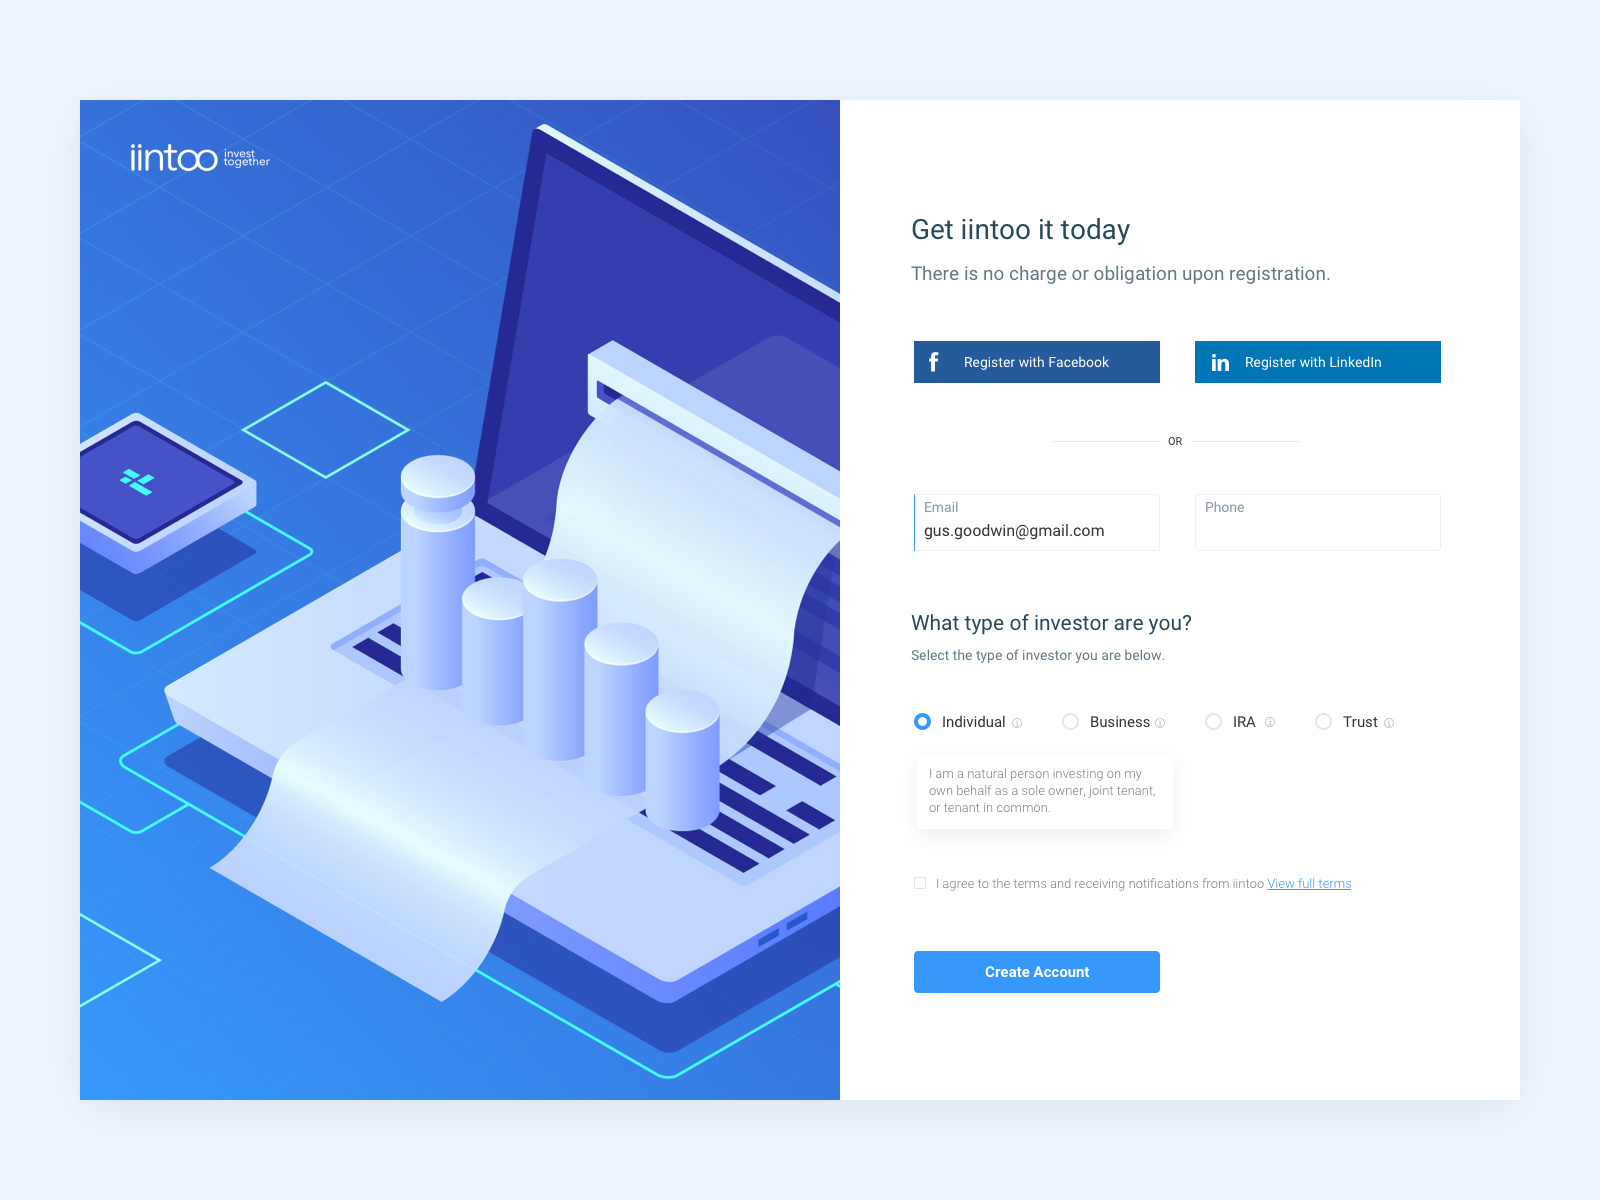 iintoo invest
together
Get iintoo it today
There is no charge or obligation upon registration.
f Register with Facebook
in Register with LinkedIn
OR
Email
gus.goodwin@gmail.com
Phone
What type of investor are you?
Select the type of investor you are below.
Individual
Business
IRA
Trust
I am a natural person investing on my
own behalf as a sole owner, joint tenant,
or tenant in common.
I agree to the terms and receiving notifications from iintoo View full terms
Create Account